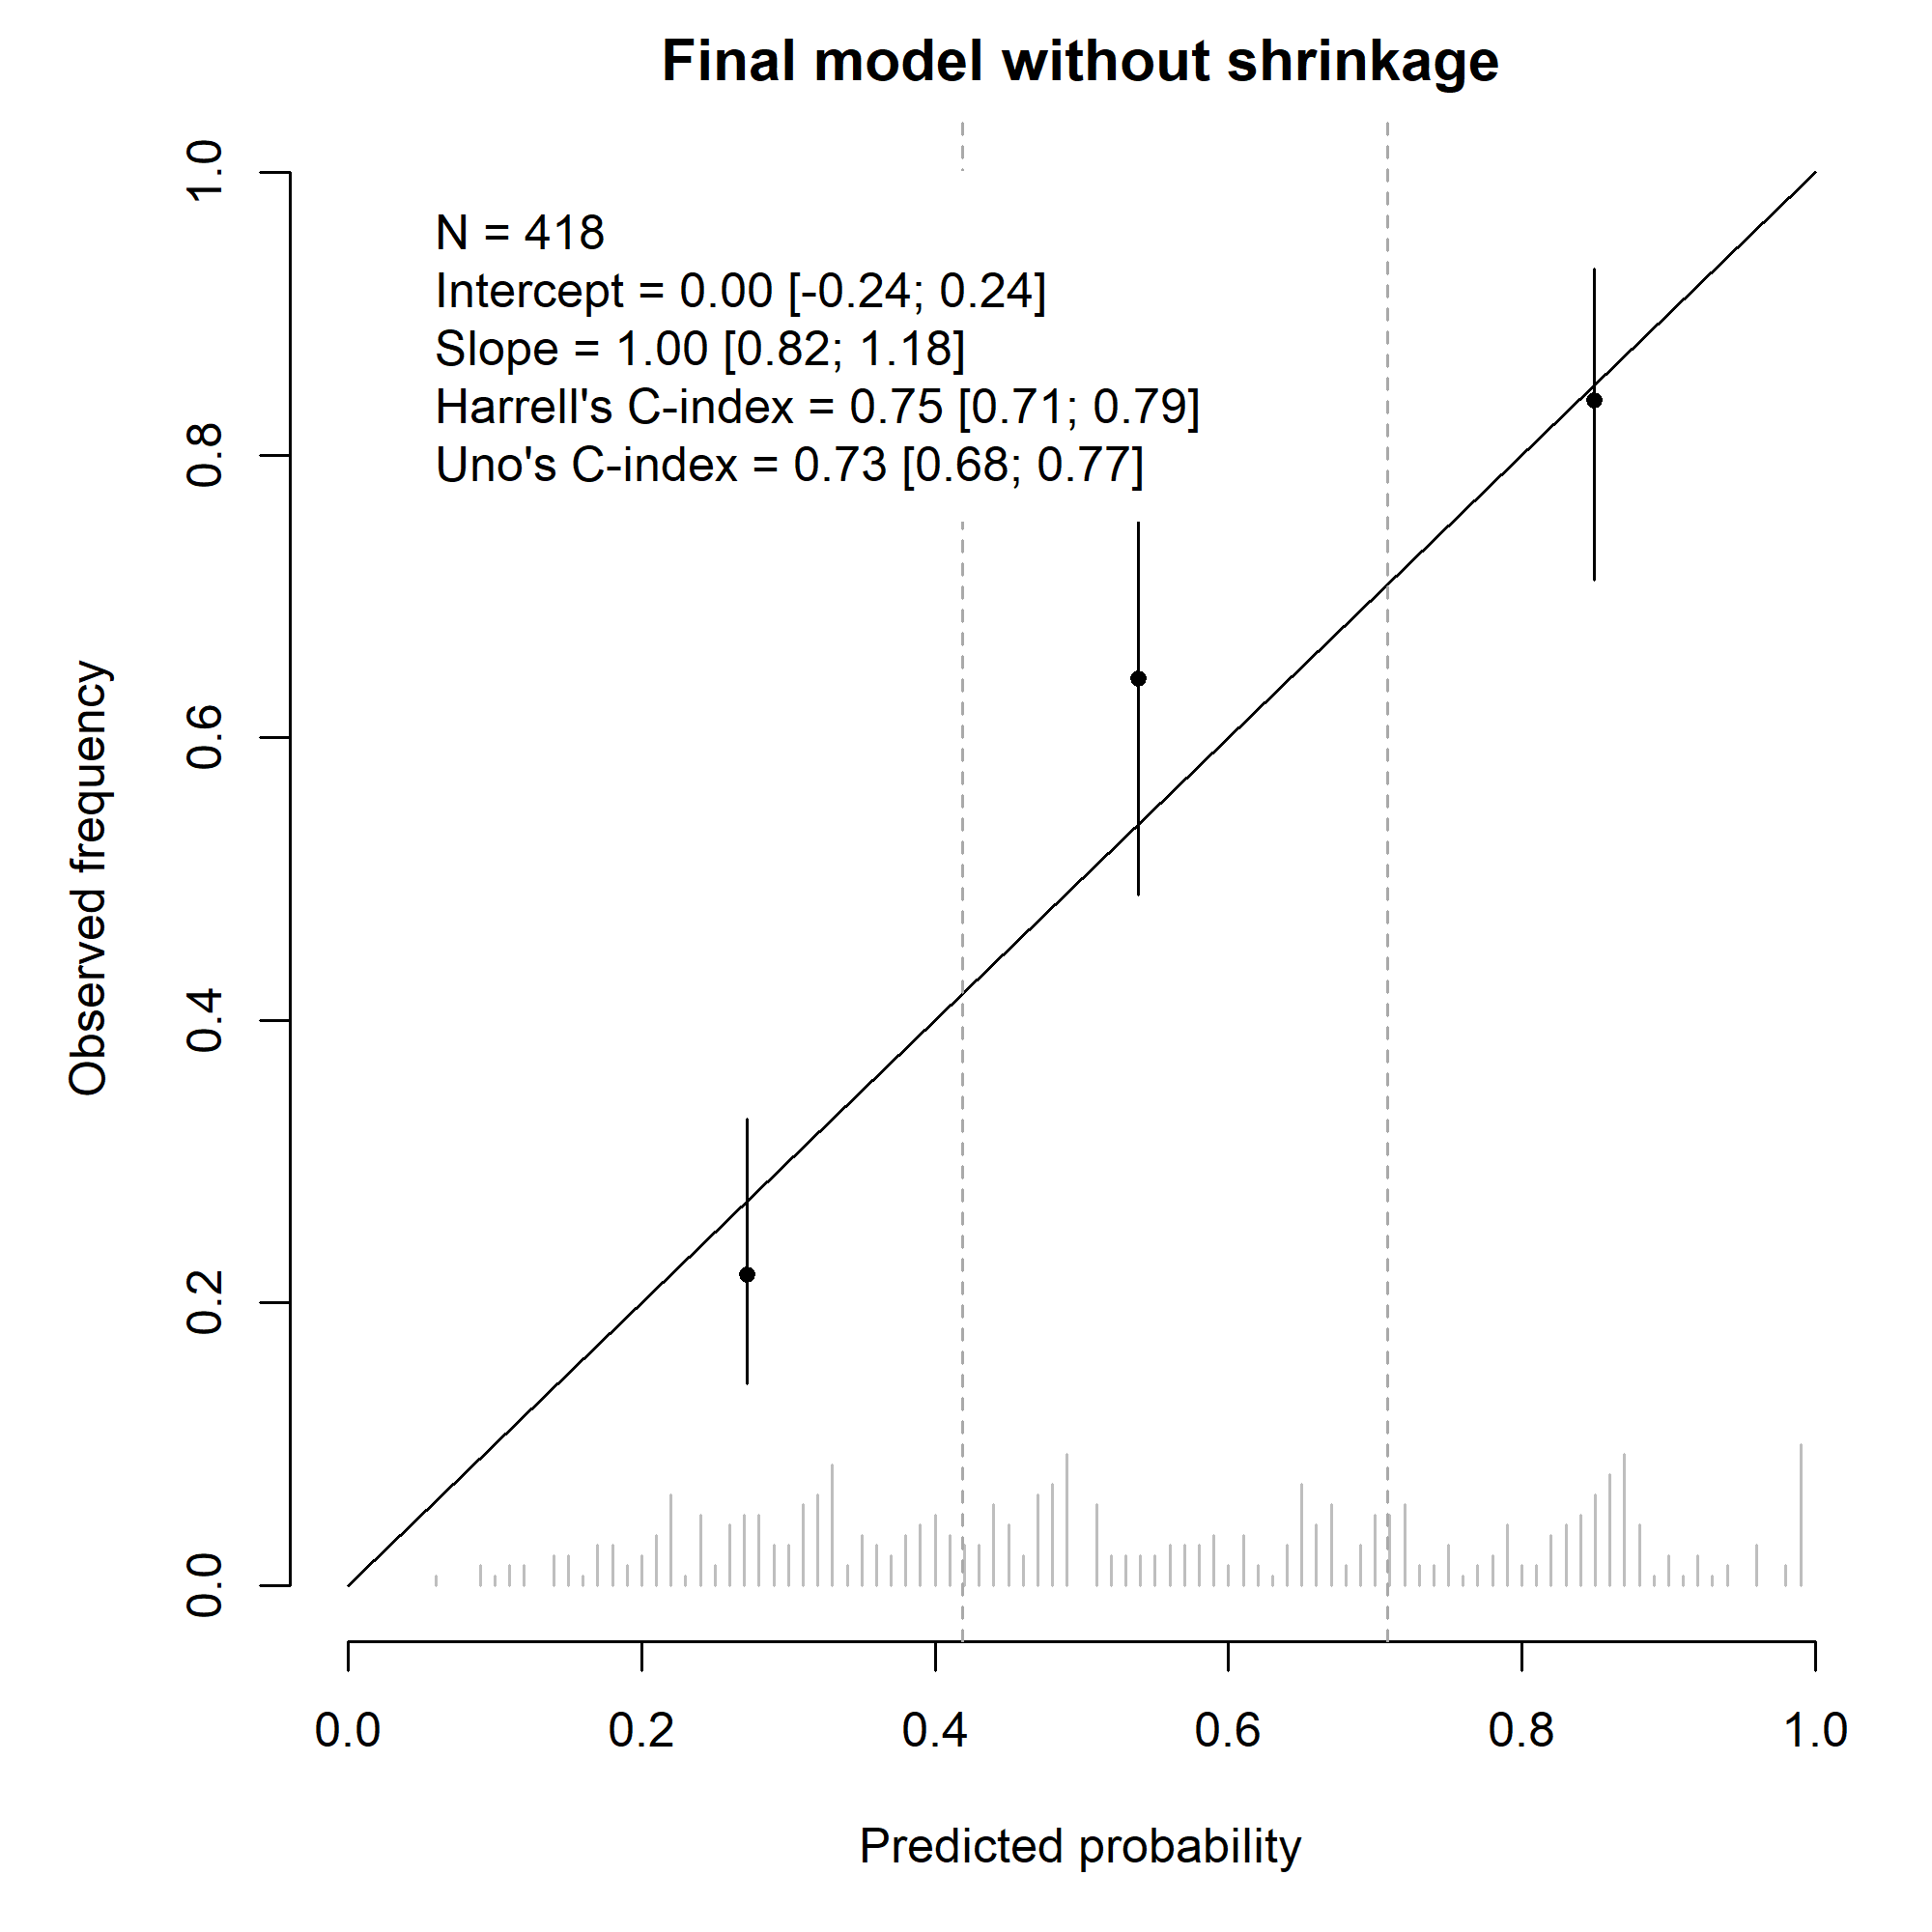 Final model without shrinkage
N = 418
Intercept = 0.00 [-0.24; 0.24]
Slope = 1.00 [0.82; 1.18]
Harrell's C-index = 0.75 [0.71; 0.79]
Uno's C-index = 0.73 [0.68; 0.77]
Observed frequency
1.0
0.8
0.6
0.4
0.2
0.0
0.0 0.2 0.4 0.6 0.8 1.0
Predicted probability